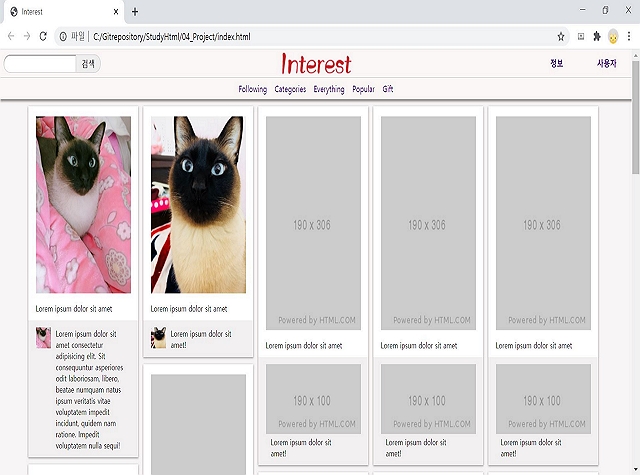 Interest
파일
C:/Gitrepository/StudyHtml/04_Project/index.html
검색
Interest
정보
사용자
Following Categories Everything Popular Gift
Lorem ipsum dolor sit amet
Lorem ipsum dolor sit
amet consectetur
adipisicing elit. Sit
consequuntur asperiores
odit laboriosam, libero,
beatae numquam natus
ipsum veritatis vitae
voluptatem impedit
incidunt, quidem nam
ratione. Impedit
voluptatem nulla sequi!
Lorem ipsum dolor sit amet
Lorem ipsum dolor sit
amet!
190 x 306
Powered by HTML.COM
Lorem ipsum dolor sit amet
190 x 100
Powered by HTML.COM
Lorem ipsum dolor sit
amet!
190 x 306
Powered by HTML.COM
Lorem ipsum dolor sit amet
190 x 100
Powered by HTML.COM
Lorem ipsum dolor sit
amet!
190 x 306
Powered by HTML.COM
Lorem ipsum dolor sit amet
190 x 100
Powered by HTML.COM
Lorem ipsum dolor sit
amet!